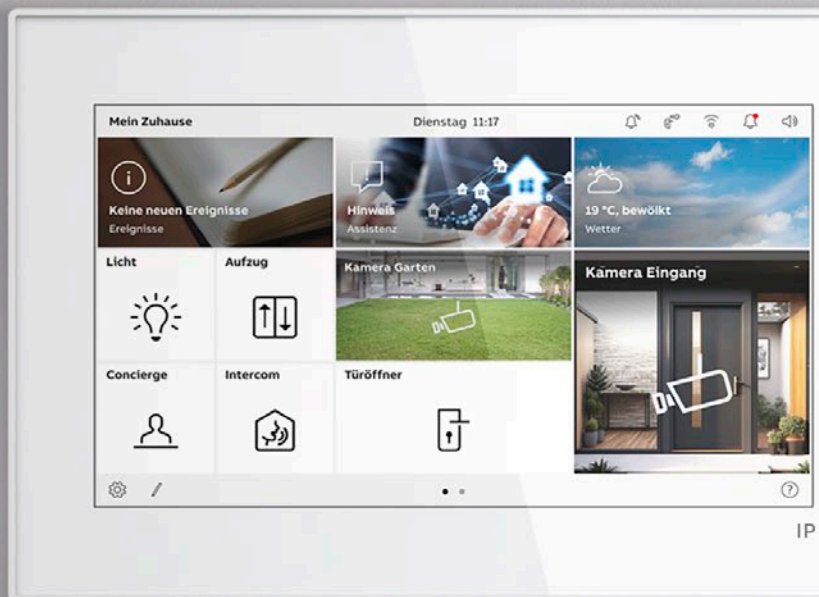 Mein Zuhause
Dienstag 11:17
Keine neuen Ereignisse
Ereignisse
Hinweis
Assistenz
19 °C, bewölkt
Wetter
Licht
Aufzug
Kamera Garten
Kamera Eingang
Concierge
Intercom
Türöffner
IP